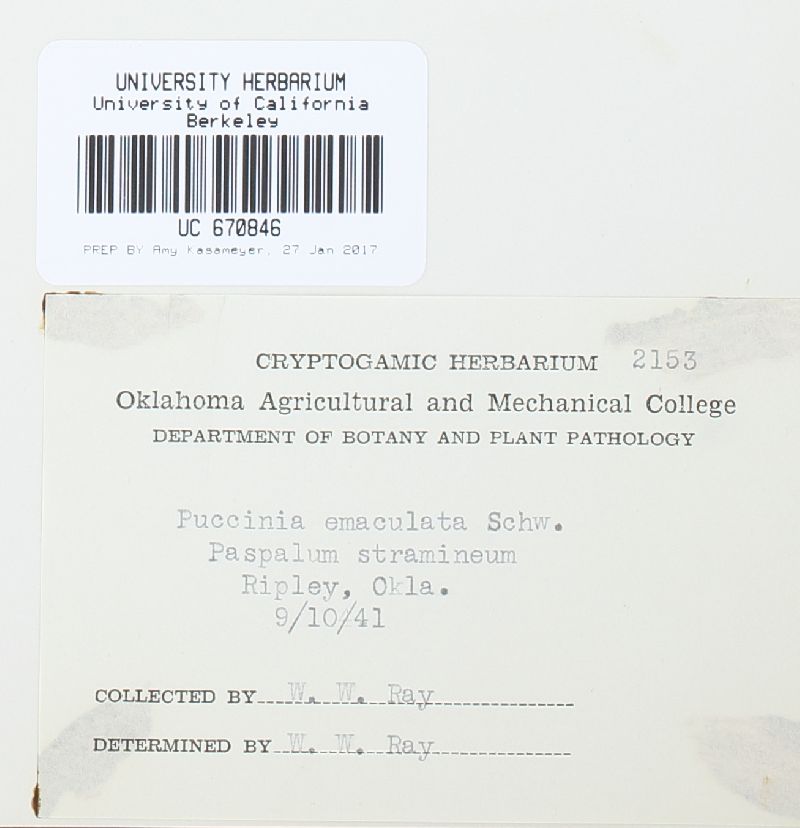 UNIVERSITY HERBARIUM
University of California
Berkeley
UC 670846
PREP BY Amy Kasameyer, 27 Jan 2017
CRYPTOGAMIC HERBARIUM 2153
Oklahoma Agricultural and Mechanical College
DEPARTMENT OF BOTANY AND PLANT PATHOLOGY
Puccinia emaculata Schw.
Paspalum stramineum
Ripley, Okla.
9/10/41
COLLECTED BY W. W. Ray
DETERMINED BY W. W. Ray